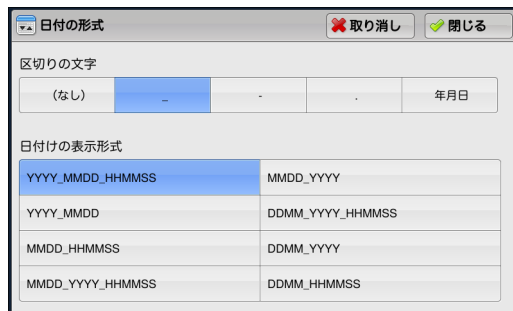 日付の形式
取り消し
閉じる
区切りの文字
(なし)
_
-
.
年月日
日付けの表示形式
YYYY_MMDD_HHMMSS
MMDD_YYYY
YYYY_MMDD
DDMM_YYYY_HHMMSS
MMDD_HHMMSS
DDMM_YYYY
MMDD_YYYY_HHMMSS
DDMM_HHMMSS